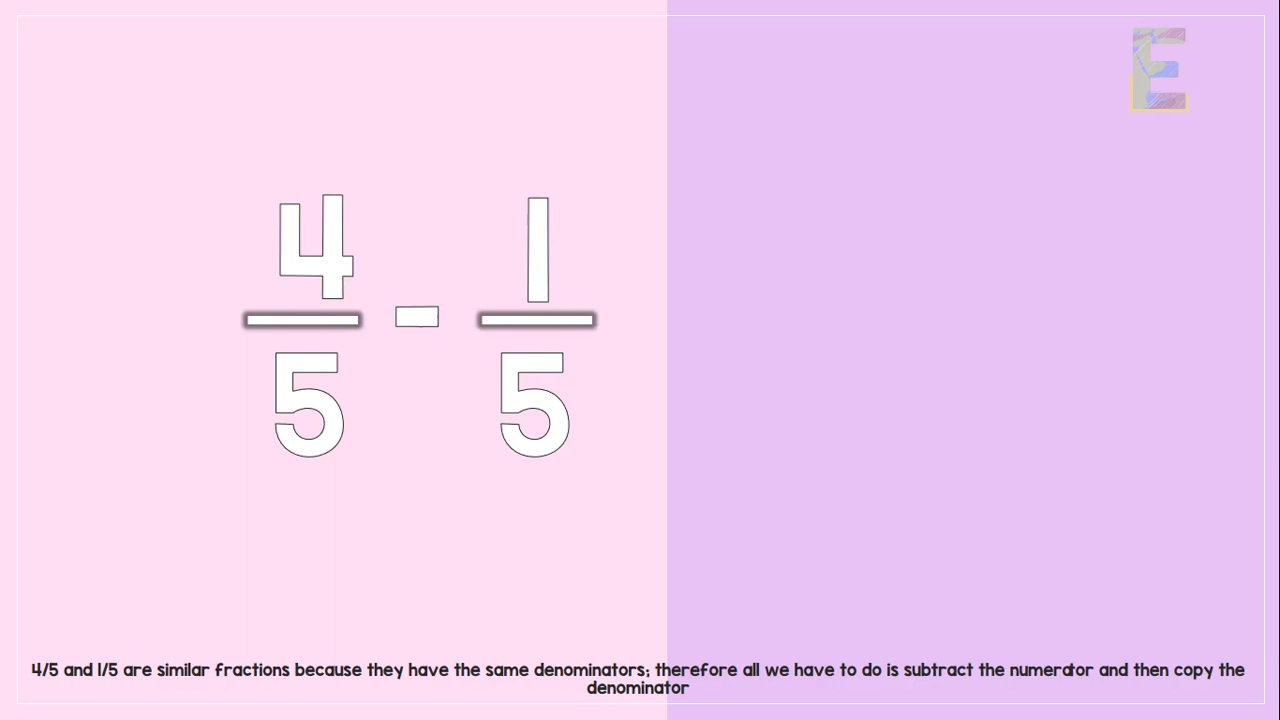 E
4 - 1
5 5
4/5 and 1/5 are similar fractions because they have the same denominators; therefore all we have to do is subtract the numerator and then copy the
denominator